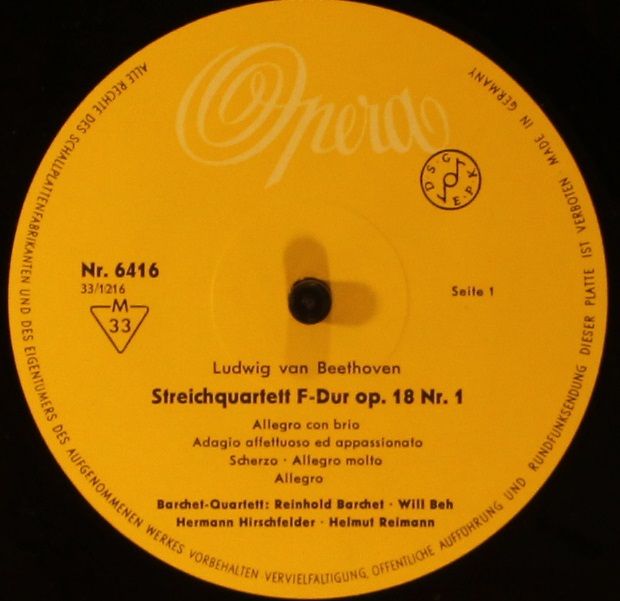 Opera
ALLE RECHTE DES SCHALLPLATTENFABRIKANTEN UND DES EIGENTÜMERS DES AUFGENOMMENEN WERKES VORBEHALTEN VERVIELFÄLTIGUNG, ÖFFENTLICHE AUFFÜHRUNG UND RUNDFUNKSENDUNG DIESER PLATTE IST VERBOTEN MADE IN GERMANY
D·S·G
E·P·K
Nr. 6416
33/1216
M
33
Seite 1
Ludwig van Beethoven
Streichquartett F-Dur op. 18 Nr. 1
Allegro con brio
Adagio affettuoso ed appassionato
Scherzo · Allegro molto
Allegro
Barchet-Quartett: Reinhold Barchet · Will Beh
Hermann Hirschfelder · Helmut Reimann